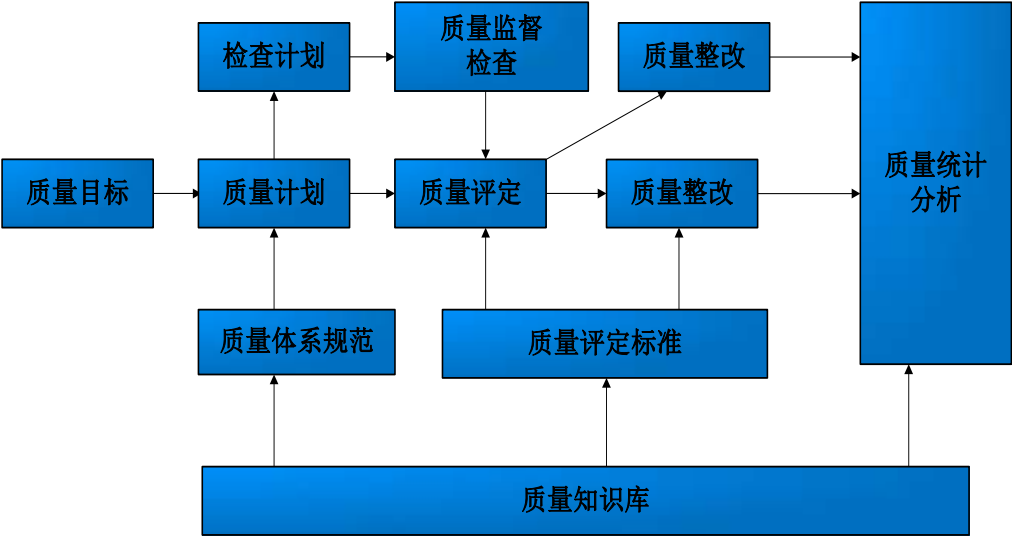 检查计划
质量监督
检查
质量整改
质量目标
质量计划
质量评定
质量整改
质量统计
分析
质量体系规范
质量评定标准
质量知识库